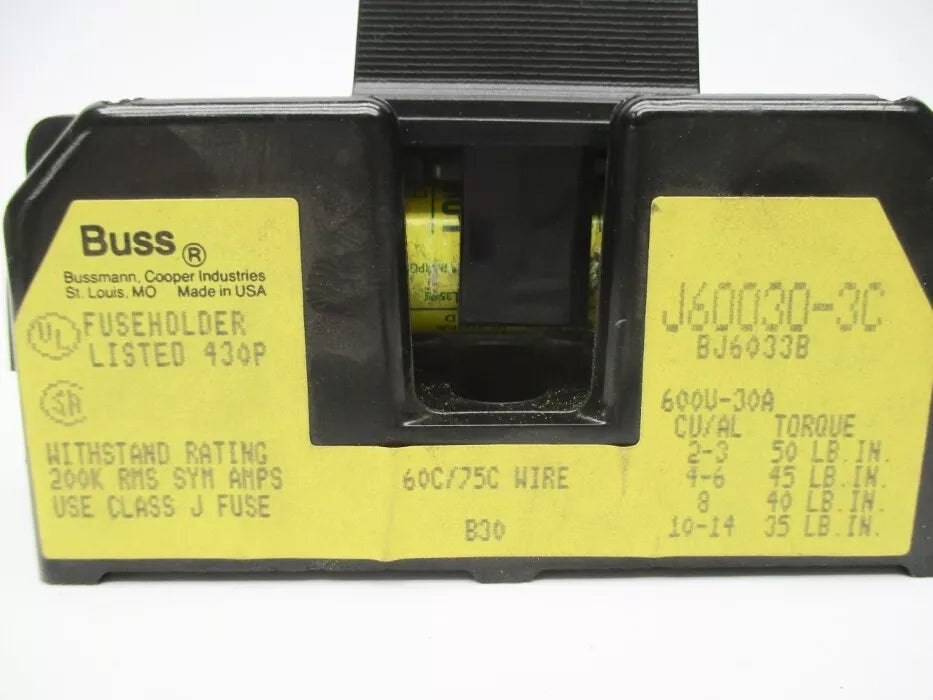 Buss ®
Bussmann, Cooper Industries
St. Louis, MO Made in USA
UL FUSEHOLDER
LISTED 430P
SA
WITHSTAND RATING
200K RMS SYM AMPS
USE CLASS J FUSE
60C/75C WIRE
B30
J60030-3C
BJ6033B
600V-30A
CU/AL TORQUE
2-3 50 LB.IN.
4-6 45 LB.IN.
8 40 LB.IN.
10-14 35 LB.IN.